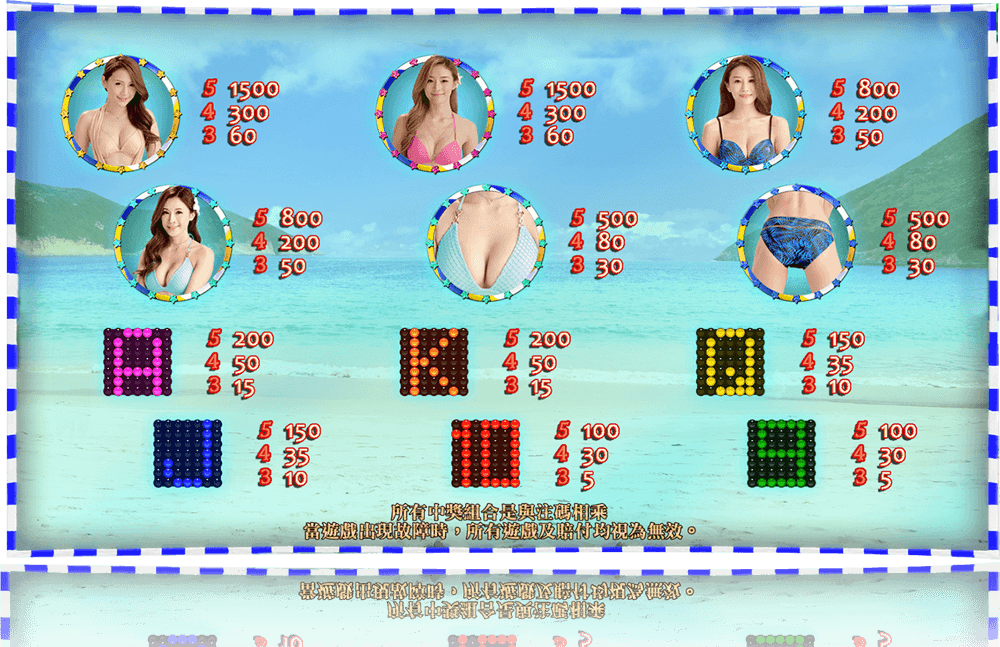 5 1500 5 1500 5 800
4 300 4 300 4 200
3 60 3 60 3 50
5 800 5 500 5 500
4 200 4 80 4 80
3 50 3 30 3 30
A 5 200 K 5 200 Q 5 150
4 50 4 50 4 35
3 15 3 15 3 10
J 5 150 10 5 100 9 5 100
4 35 4 30 4 30
3 10 3 5 3 5
所有中獎組合是與注碼相乘
當遊戲出現故障時，所有遊戲及賠付均視為無效。